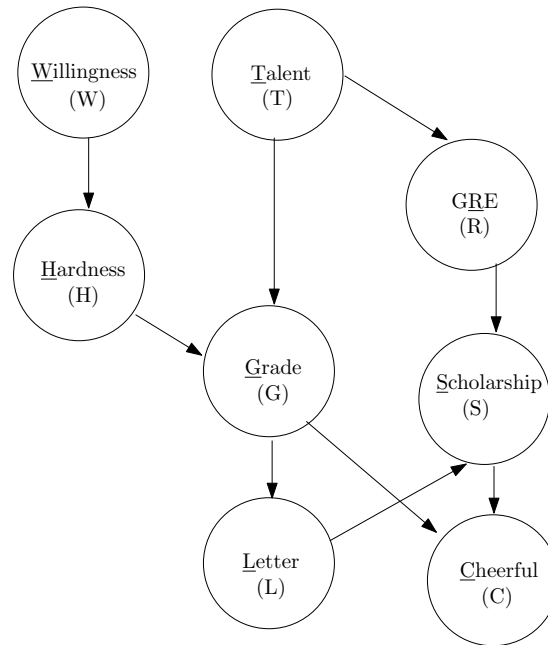 Willingness
(W)
Talent
(T)
GRE
(R)
Hardness
(H)
Grade
(G)
Scholarship
(S)
Letter
(L)
Cheerful
(C)